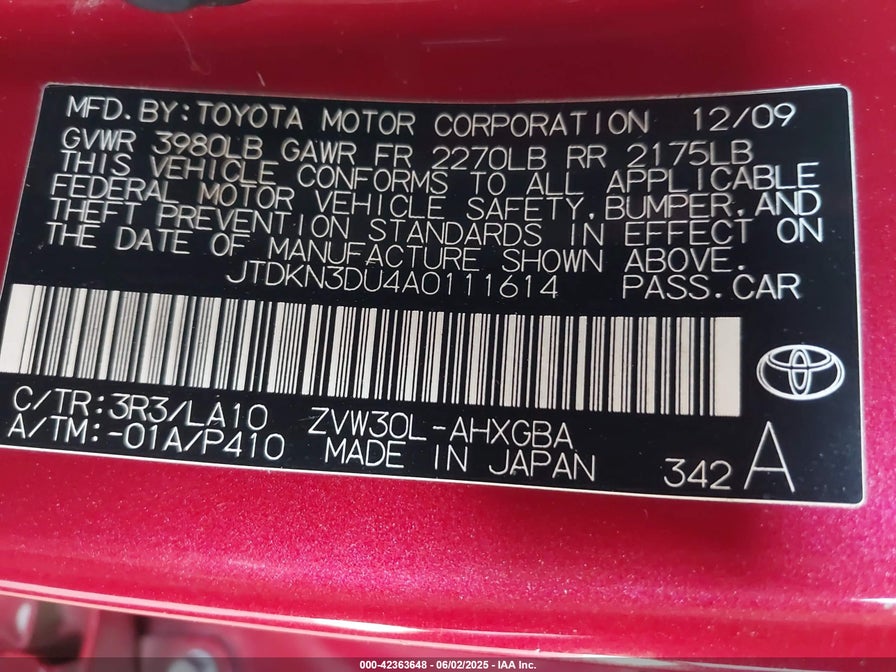 MFD.BY:TOYOTA MOTOR CORPORATION 12/09
GVWR 3980LB GAWR FR 2270LB RR 2175LB
THIS VEHICLE CONFORMS TO ALL APPLICABLE
FEDERAL MOTOR VEHICLE SAFETY,BUMPER,AND
THEFT PREVENTION STANDARDS IN EFFECT ON
THE DATE OF MANUFACTURE SHOWN ABOVE.
JTDKN3DU4A0111614 PASS.CAR
C/TR:3R3/LA10 ZVW30L-AHXGBA
A/TM:-01A/P410 MADE IN JAPAN 342 A
000-42363648 - 06/02/2025 - IAA Inc.